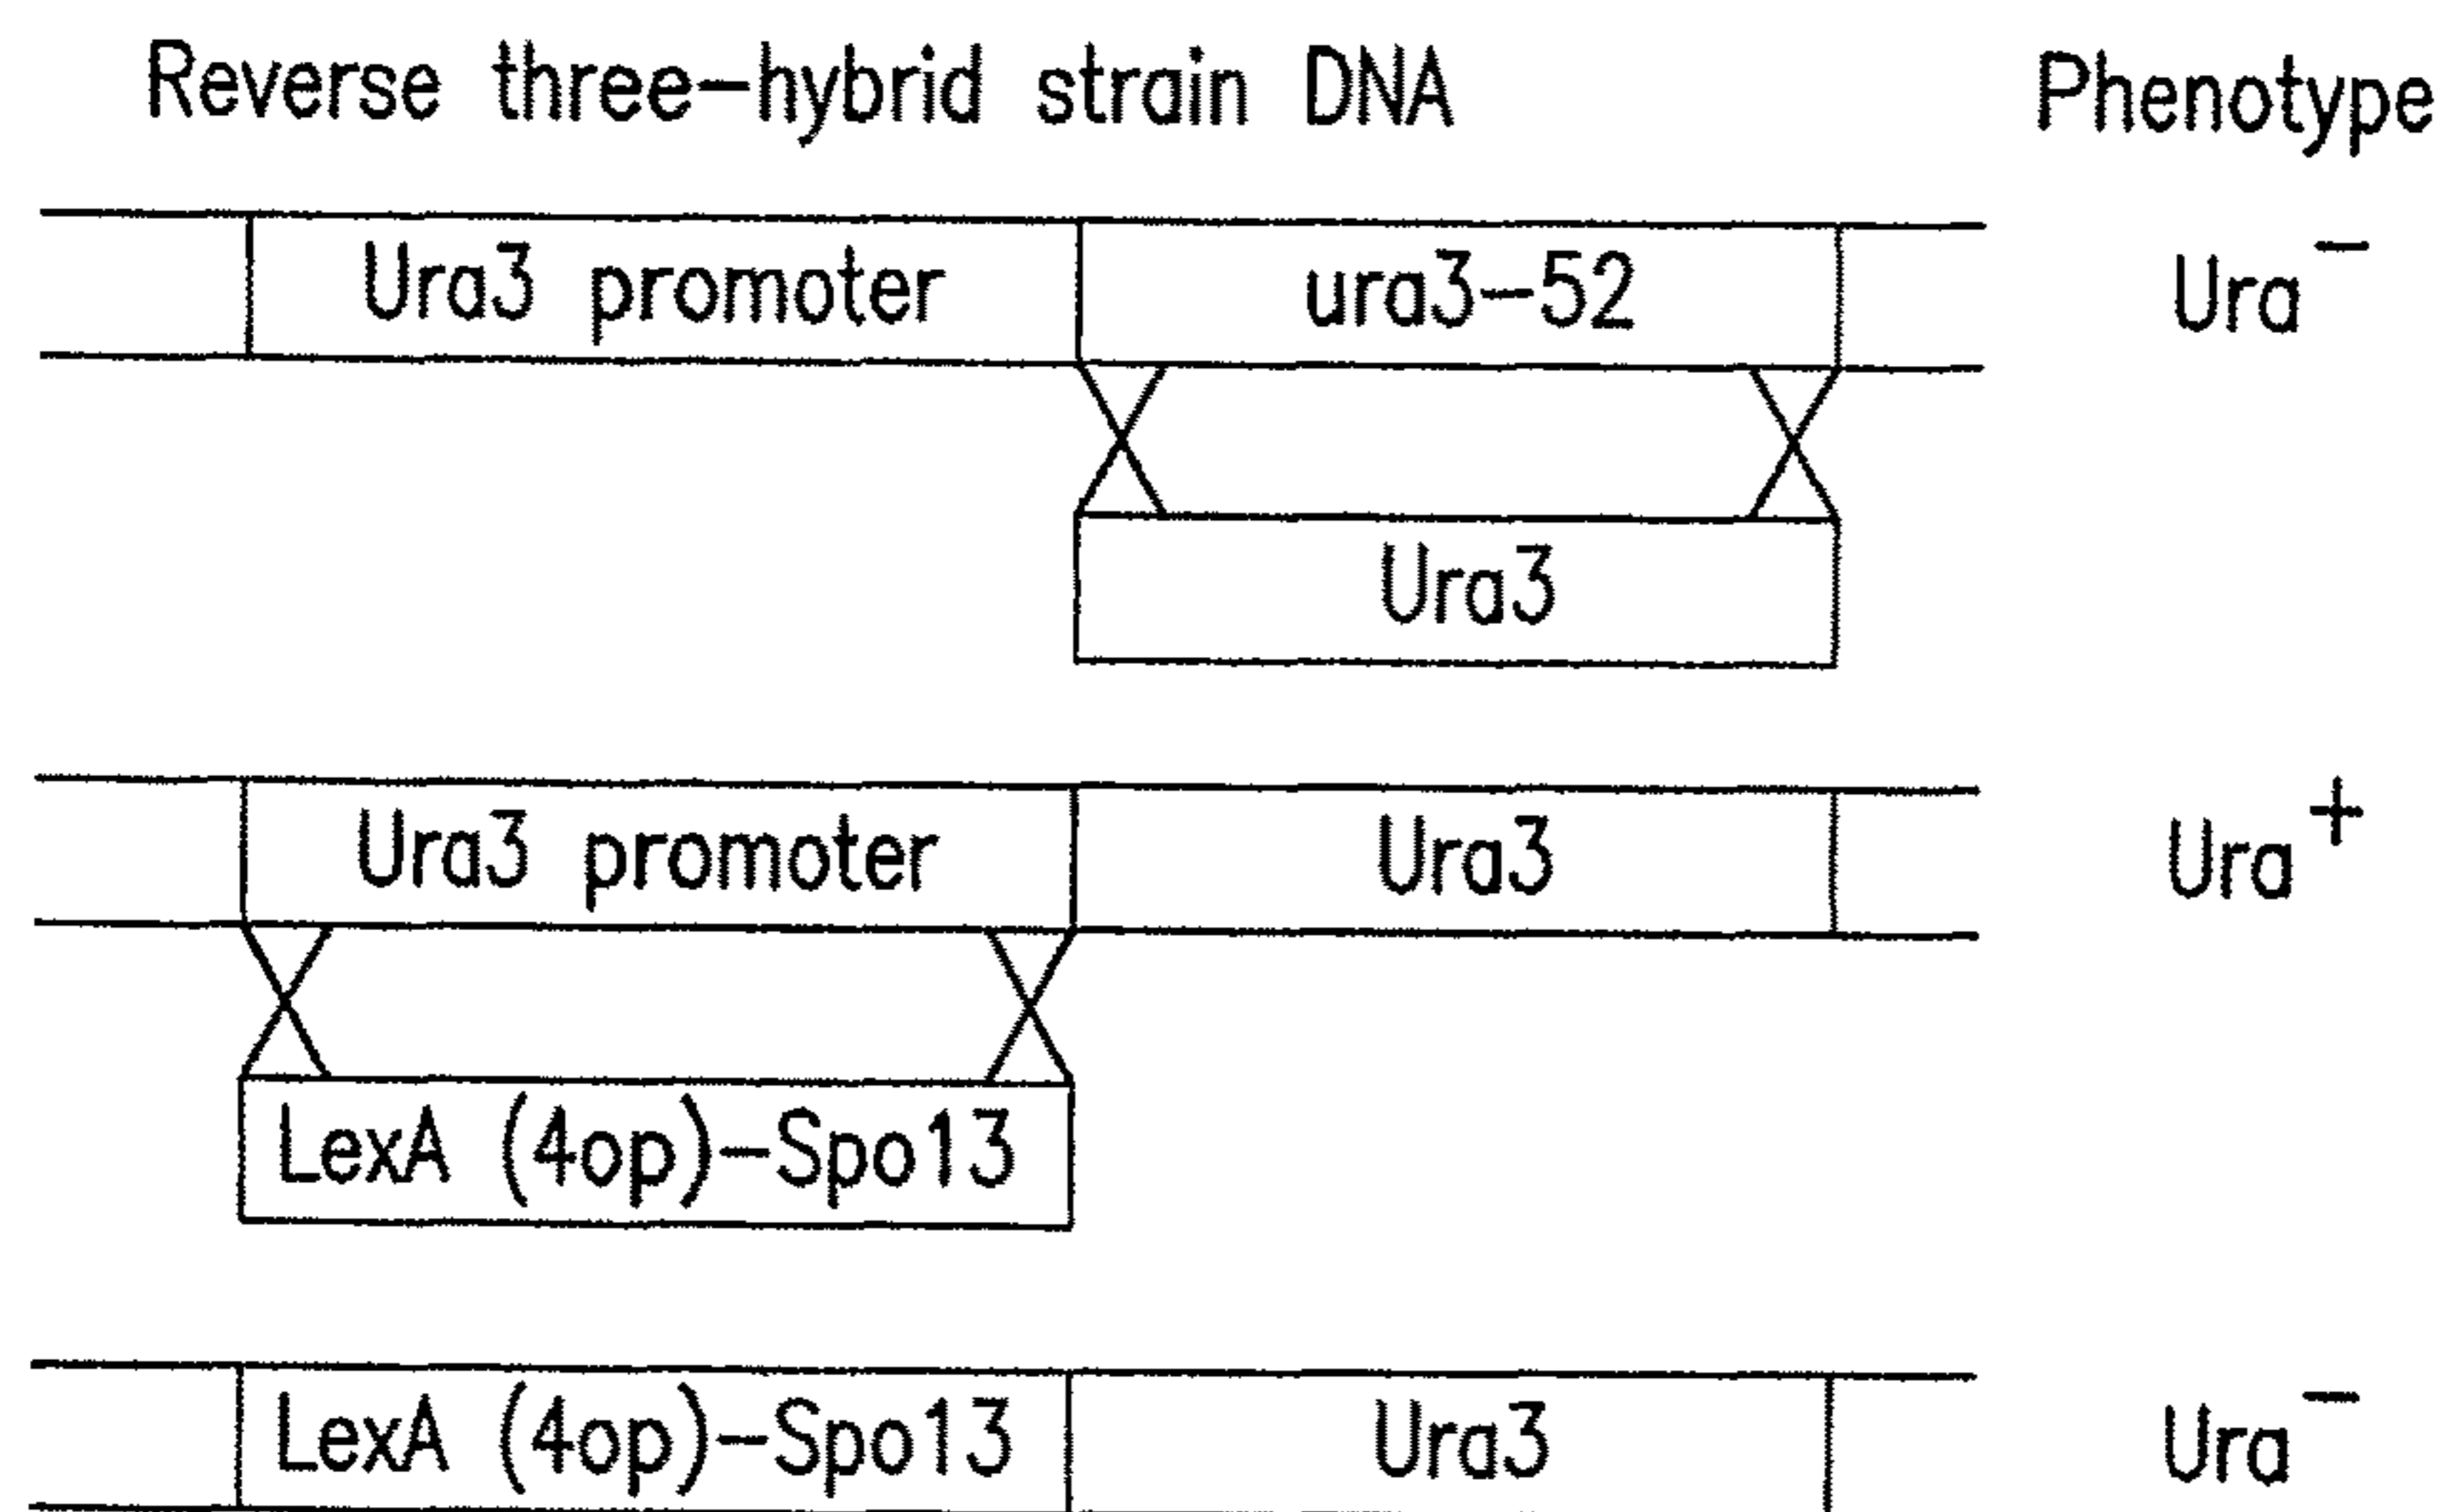 Reverse three-hybrid strain DNA Phenotype
Ura3 promoter ura3-52 Ura⁻
Ura3
Ura3 promoter Ura3 Ura⁺
LexA (4op)-Spo13
LexA (4op)-Spo13 Ura3 Ura⁻